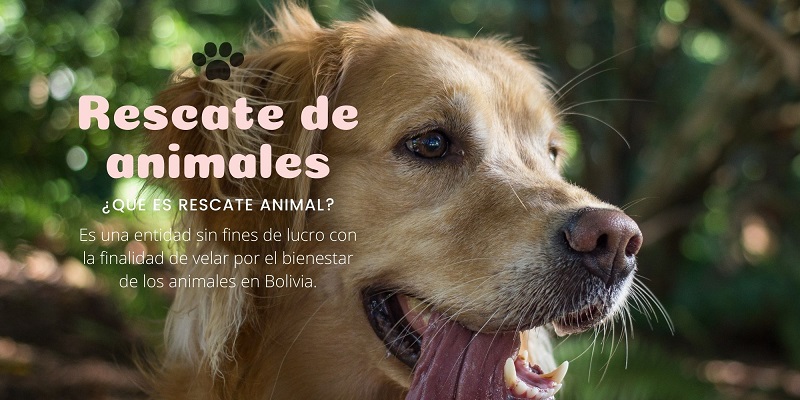 Rescate de
animales
¿QUE ES RESCATE ANIMAL?
Es una entidad sin fines de lucro con
la finalidad de velar por el bienestar
de los animales en Bolivia.